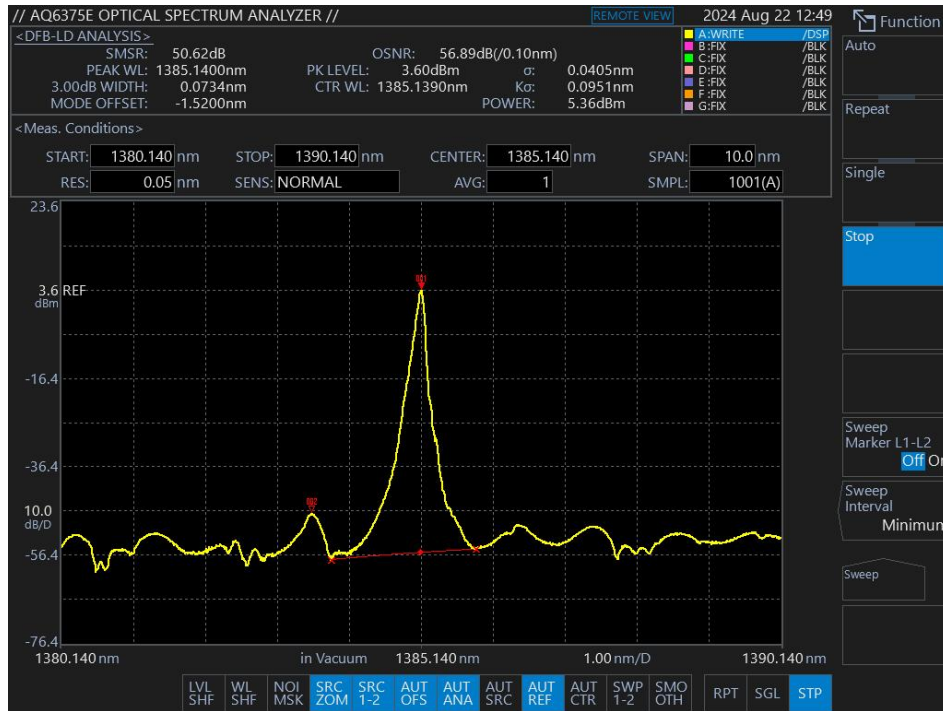 // AQ6375E OPTICAL SPECTRUM ANALYZER // REMOTE VIEW 2024 Aug 22 12:49
Function
<DFB-LD ANALYSIS>
SMSR: 50.62dB OSNR: 56.89dB(/0.10nm)
PEAK WL: 1385.1400nm PK LEVEL: 3.60dBm σ: 0.0405nm
3.00dB WIDTH: 0.0734nm CTR WL: 1385.1390nm Kσ: 0.0951nm
MODE OFFSET: -1.5200nm POWER: 5.36dBm
A:WRITE /DSP
B:FIX /BLK
C:FIX /BLK
D:FIX /BLK
E:FIX /BLK
F:FIX /BLK
G:FIX /BLK
<Meas. Conditions>
START: 1380.140 nm STOP: 1390.140 nm CENTER: 1385.140 nm SPAN: 10.0 nm
RES: 0.05 nm SENS: NORMAL AVG: 1 SMPL: 1001(A)
23.6
001
3.6 REF
dBm
-16.4
-36.4
002
10.0
dB/D
-56.4
-76.4
1380.140 nm in Vacuum 1385.140 nm 1.00 nm/D 1390.140 nm
LVL SHF
WL SHF
NOI MSK
SRC ZOM
SRC 1-2
AUT OFS
AUT ANA
AUT SRC
AUT REF
AUT CTR
SWP 1-2
SMO OTH
RPT
SGL
STP
Auto
Repeat
Single
Stop
Sweep
Marker L1-L2
Off On
Sweep
Interval
Minimum
Sweep